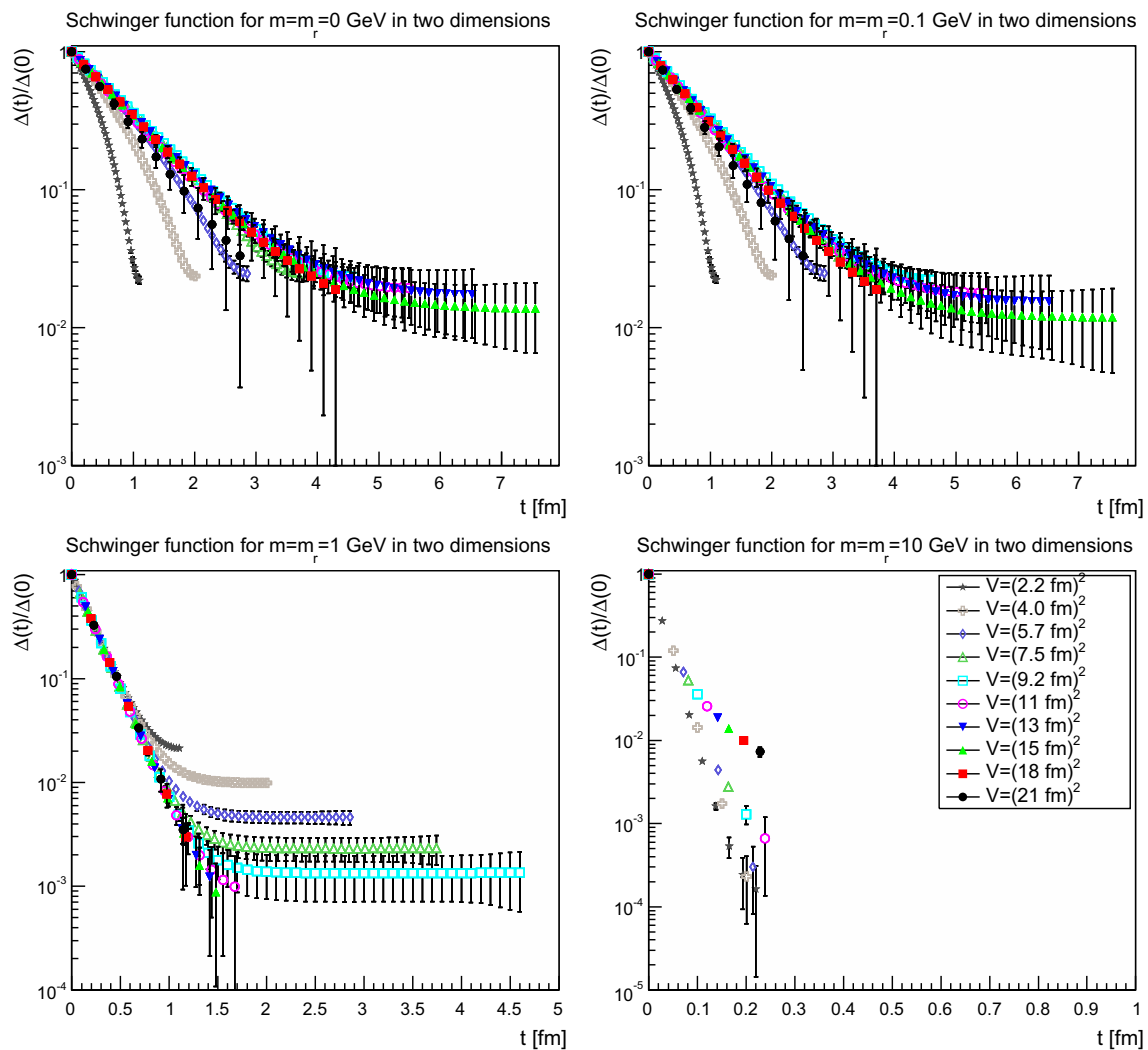 Schwinger function for m=m_r=0 GeV in two dimensions
Δ(t)/Δ(0)
1
10^-1
10^-2
10^-3
0 1 2 3 4 5 6 7
t [fm]
Schwinger function for m=m_r=0.1 GeV in two dimensions
Δ(t)/Δ(0)
1
10^-1
10^-2
10^-3
0 1 2 3 4 5 6 7
t [fm]
Schwinger function for m=m_r=1 GeV in two dimensions
Δ(t)/Δ(0)
1
10^-1
10^-2
10^-3
10^-4
0 0.5 1 1.5 2 2.5 3 3.5 4 4.5 5
t [fm]
Schwinger function for m=m_r=10 GeV in two dimensions
Δ(t)/Δ(0)
1
10^-1
10^-2
10^-3
10^-4
10^-5
V=(2.2 fm)^2
V=(4.0 fm)^2
V=(5.7 fm)^2
V=(7.5 fm)^2
V=(9.2 fm)^2
V=(11 fm)^2
V=(13 fm)^2
V=(15 fm)^2
V=(18 fm)^2
V=(21 fm)^2
0 0.1 0.2 0.3 0.4 0.5 0.6 0.7 0.8 0.9 1
t [fm]